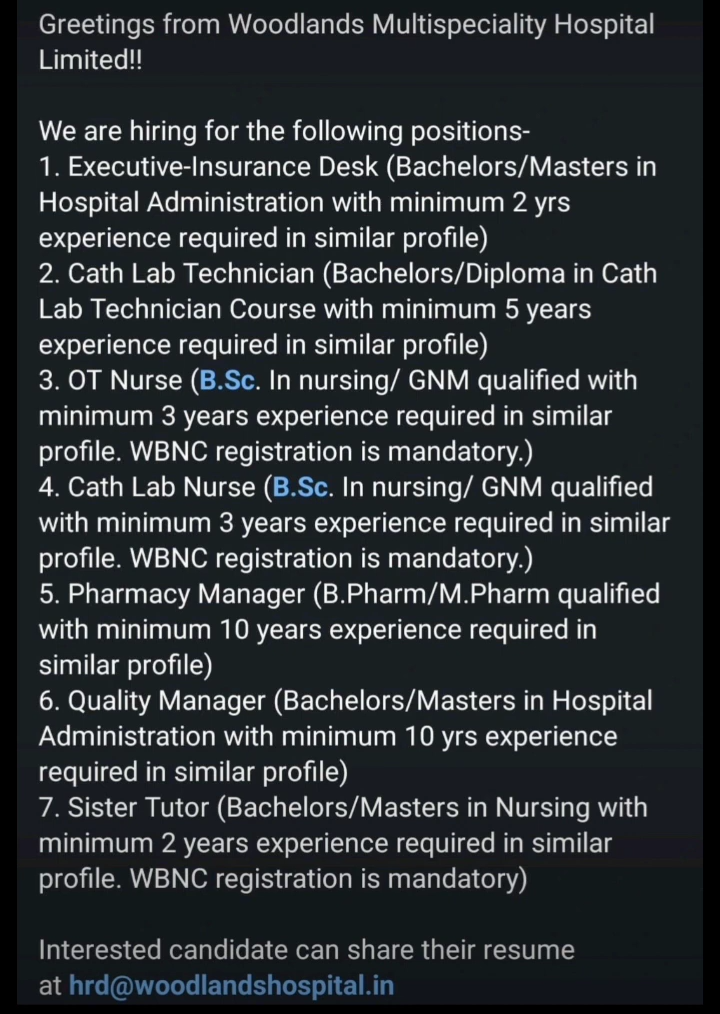 Greetings from Woodlands Multispeciality Hospital
Limited!!
We are hiring for the following positions-
1. Executive-Insurance Desk (Bachelors/Masters in
Hospital Administration with minimum 2 yrs
experience required in similar profile)
2. Cath Lab Technician (Bachelors/Diploma in Cath
Lab Technician Course with minimum 5 years
experience required in similar profile)
3. OT Nurse (B.Sc. In nursing/ GNM qualified with
minimum 3 years experience required in similar
profile. WBNC registration is mandatory.)
4. Cath Lab Nurse (B.Sc. In nursing/ GNM qualified
with minimum 3 years experience required in similar
profile. WBNC registration is mandatory.)
5. Pharmacy Manager (B.Pharm/M.Pharm qualified
with minimum 10 years experience required in
similar profile)
6. Quality Manager (Bachelors/Masters in Hospital
Administration with minimum 10 yrs experience
required in similar profile)
7. Sister Tutor (Bachelors/Masters in Nursing with
minimum 2 years experience required in similar
profile. WBNC registration is mandatory)
Interested candidate can share their resume
at hrd@woodlandshospital.in